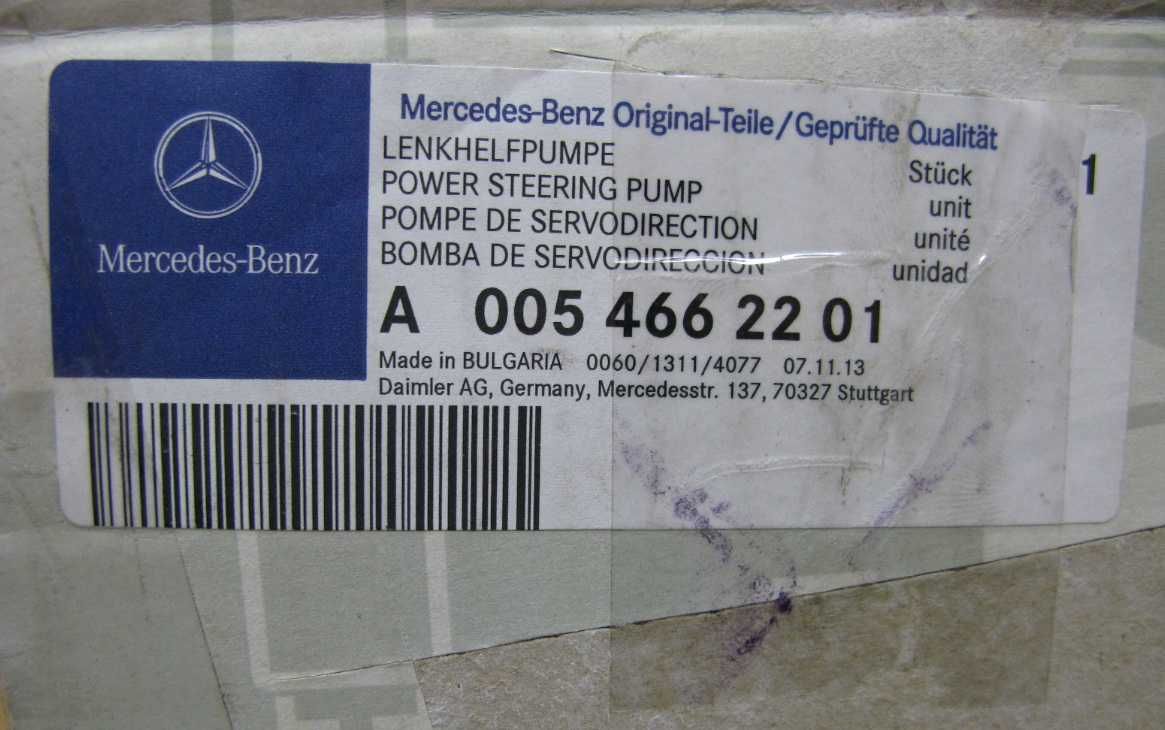 Mercedes-Benz Original-Teile/Geprüfte Qualität
LENKHELFPUMPE Stück 1
POWER STEERING PUMP unit
POMPE DE SERVODIRECTION unité
BOMBA DE SERVODIRECCION unidad
Mercedes-Benz
A 005 466 22 01
Made in BULGARIA 0060/1311/4077 07.11.13
Daimler AG, Germany, Mercedesstr. 137, 70327 Stuttgart